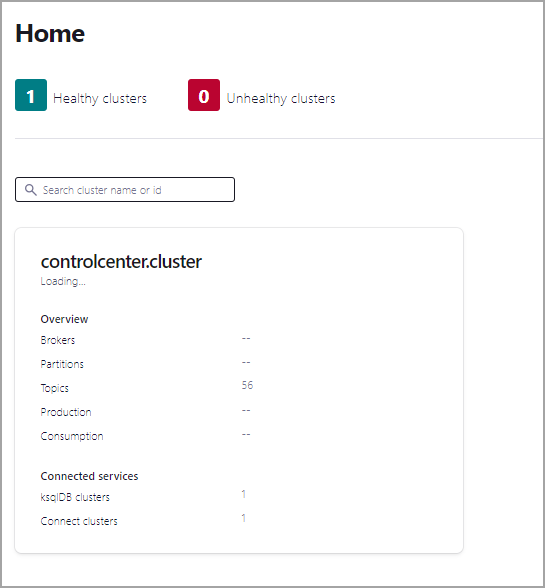 Home
1 Healthy clusters 0 Unhealthy clusters
Search cluster name or id
controlcenter.cluster
Loading...
Overview
Brokers --
Partitions --
Topics 56
Production --
Consumption --
Connected services
ksqlDB clusters 1
Connect clusters 1